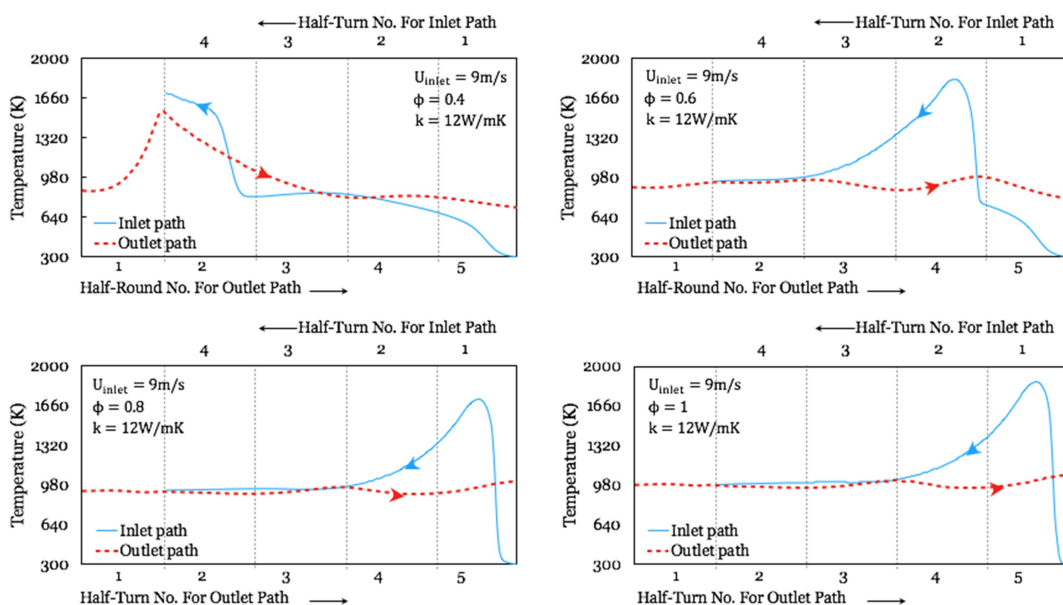 ← Half-Turn No. For Inlet Path
4 3 2 1
2000
1660
1320
980
640
300
Temperature (K)
Uinlet = 9m/s
ϕ = 0.4
k = 12W/mK
Inlet path
Outlet path
1 2 3 4 5
Half-Round No. For Outlet Path →
← Half-Turn No. For Inlet Path
4 3 2 1
2000
1660
1320
980
640
300
Temperature (K)
Uinlet = 9m/s
ϕ = 0.6
k = 12W/mK
Inlet path
Outlet path
1 2 3 4 5
Half-Round No. For Outlet Path →
← Half-Turn No. For Inlet Path
4 3 2 1
2000
1660
1320
980
640
300
Temperature (K)
Uinlet = 9m/s
ϕ = 0.8
k = 12W/mK
Inlet path
Outlet path
1 2 3 4 5
Half-Turn No. For Outlet Path →
← Half-Turn No. For Inlet Path
4 3 2 1
2000
1660
1320
980
640
300
Temperature (K)
Uinlet = 9m/s
ϕ = 1
k = 12W/mK
Inlet path
Outlet path
1 2 3 4 5
Half-Turn No. For Outlet Path →